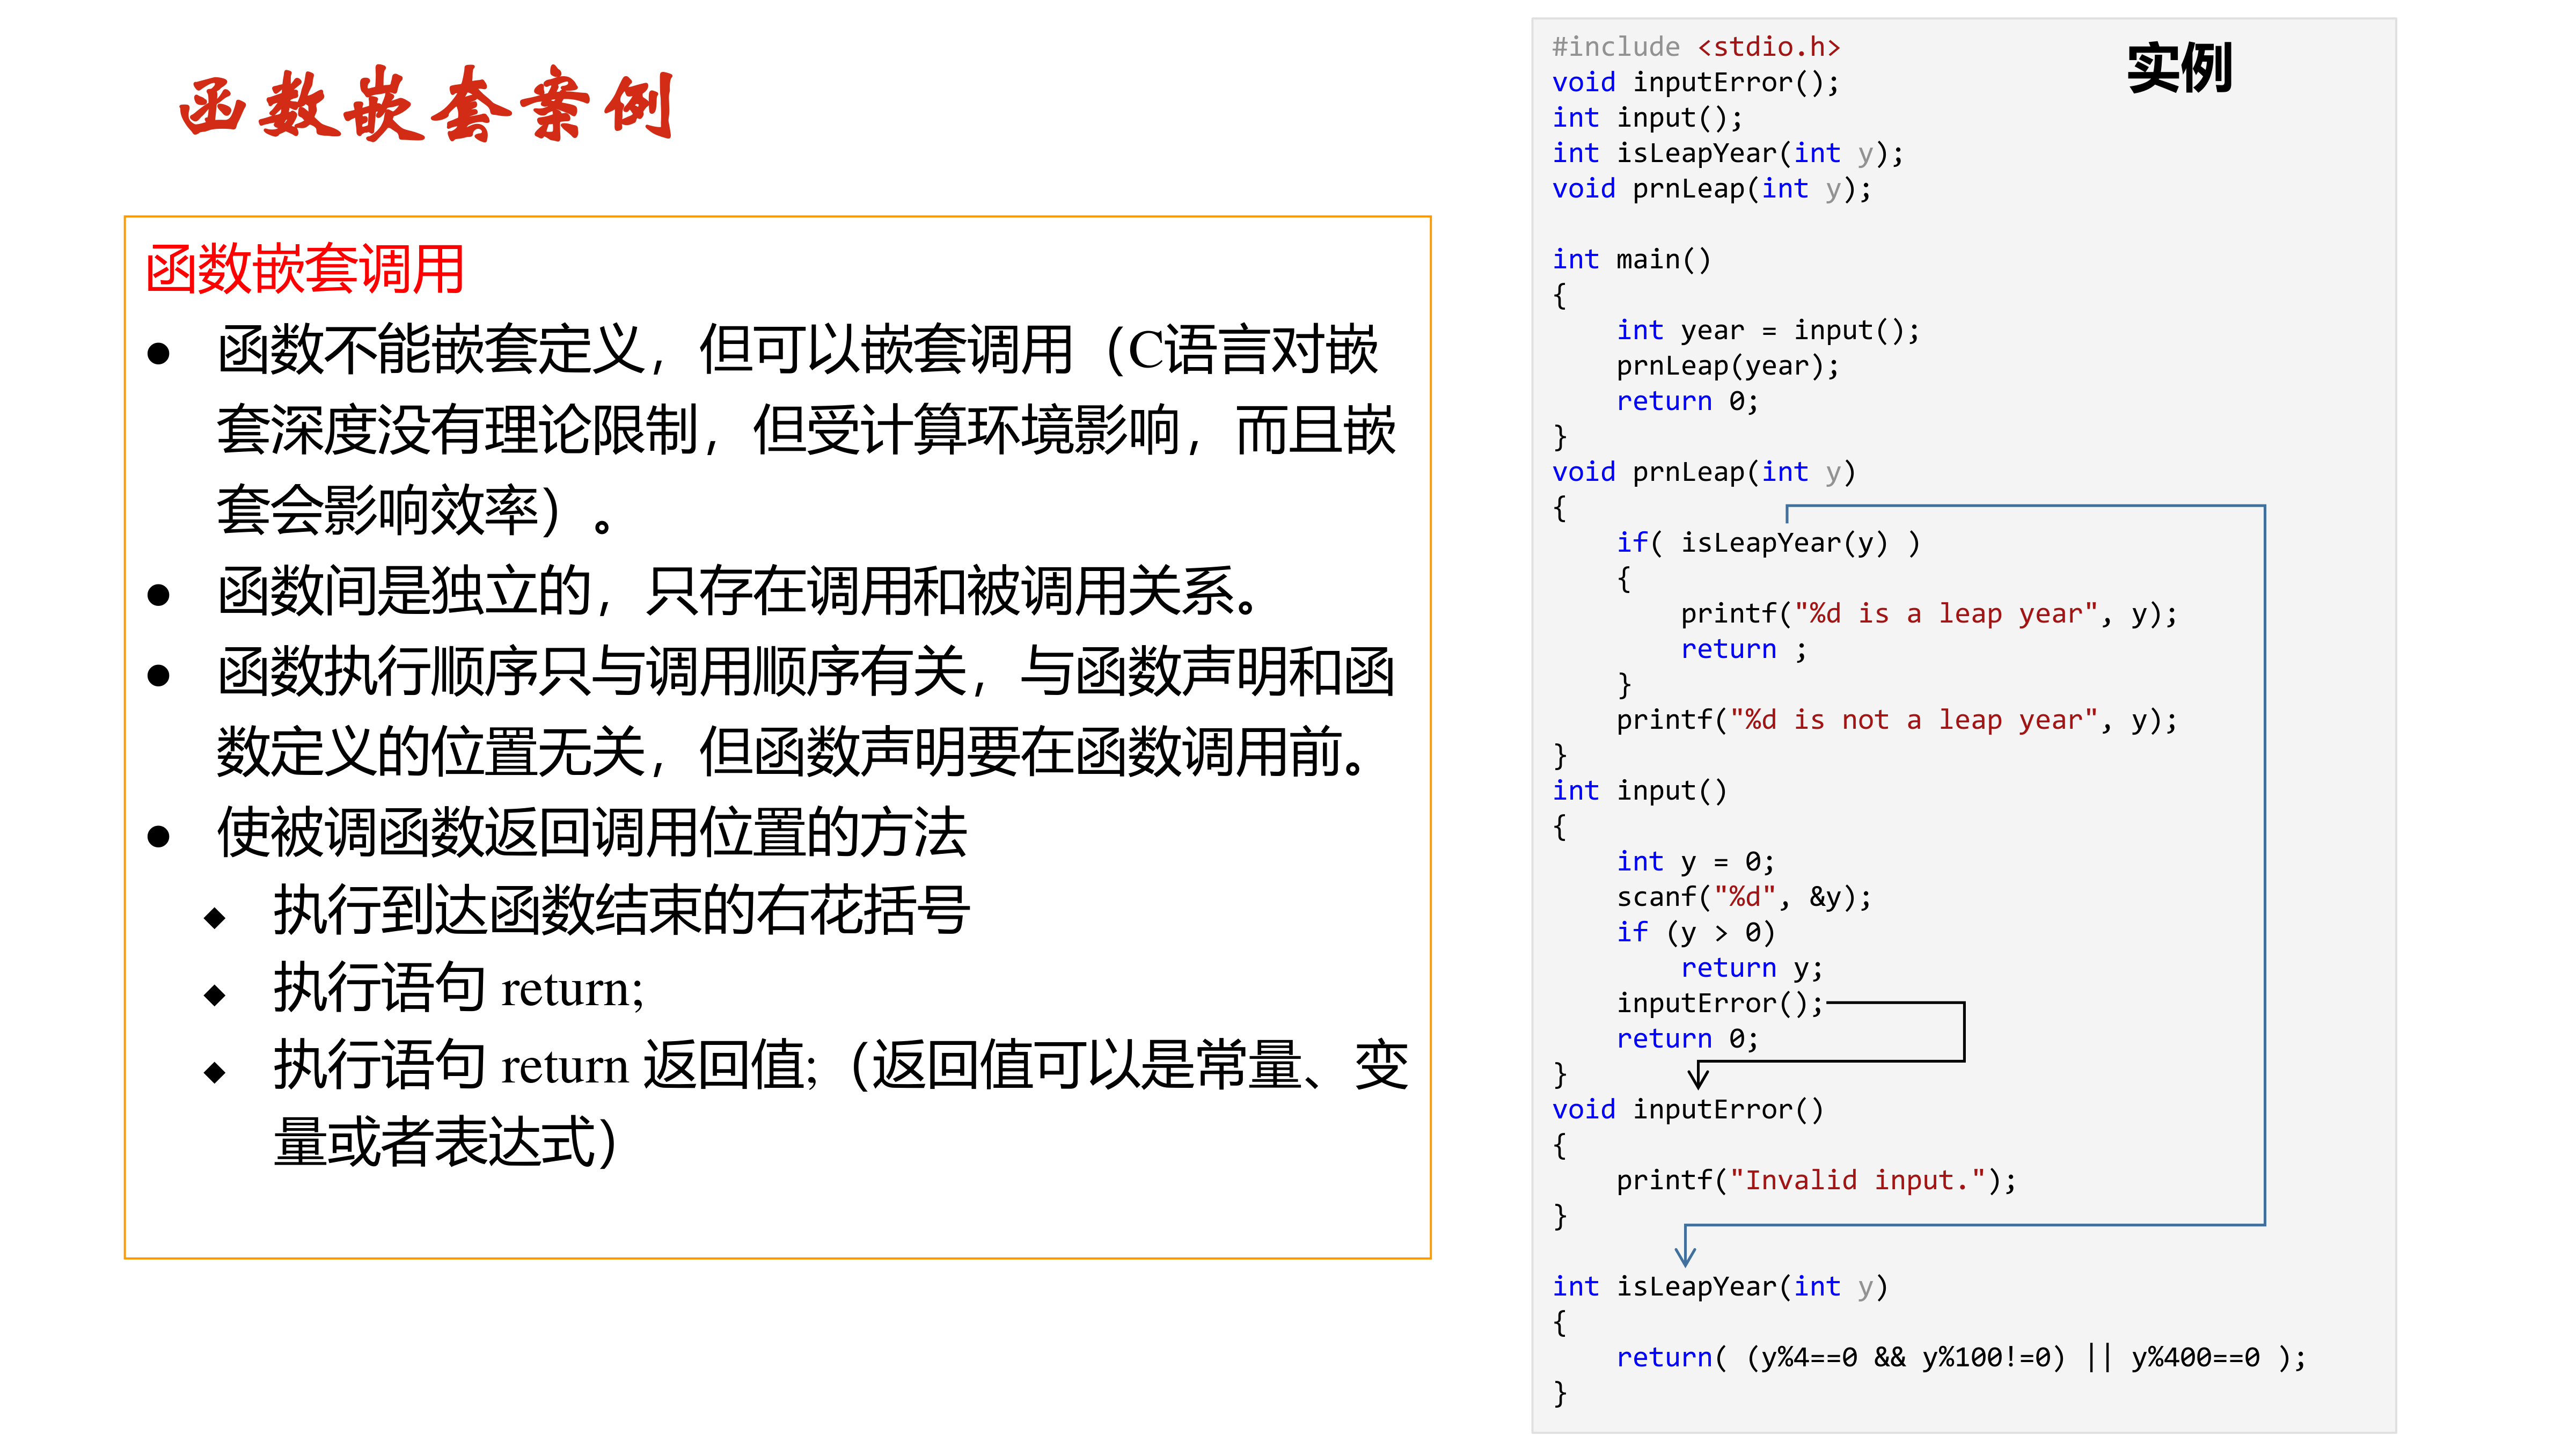 函数嵌套案例
函数嵌套调用
● 函数不能嵌套定义，但可以嵌套调用（C语言对嵌
套深度没有理论限制，但受计算环境影响，而且嵌
套会影响效率）。
● 函数间是独立的，只存在调用和被调用关系。
● 函数执行顺序只与调用顺序有关，与函数声明和函
数定义的位置无关，但函数声明要在函数调用前。
● 使被调函数返回调用位置的方法
◆ 执行到达函数结束的右花括号
◆ 执行语句 return;
◆ 执行语句 return 返回值;（返回值可以是常量、变
量或者表达式）
实例
#include <stdio.h>
void inputError();
int input();
int isLeapYear(int y);
void prnLeap(int y);
int main()
{
    int year = input();
    prnLeap(year);
    return 0;
}
void prnLeap(int y)
{
    if( isLeapYear(y) )
    {
        printf("%d is a leap year", y);
        return ;
    }
    printf("%d is not a leap year", y);
}
int input()
{
    int y = 0;
    scanf("%d", &y);
    if (y > 0)
        return y;
    inputError();
    return 0;
}
void inputError()
{
    printf("Invalid input.");
}
int isLeapYear(int y)
{
    return( (y%4==0 && y%100!=0) || y%400==0 );
}